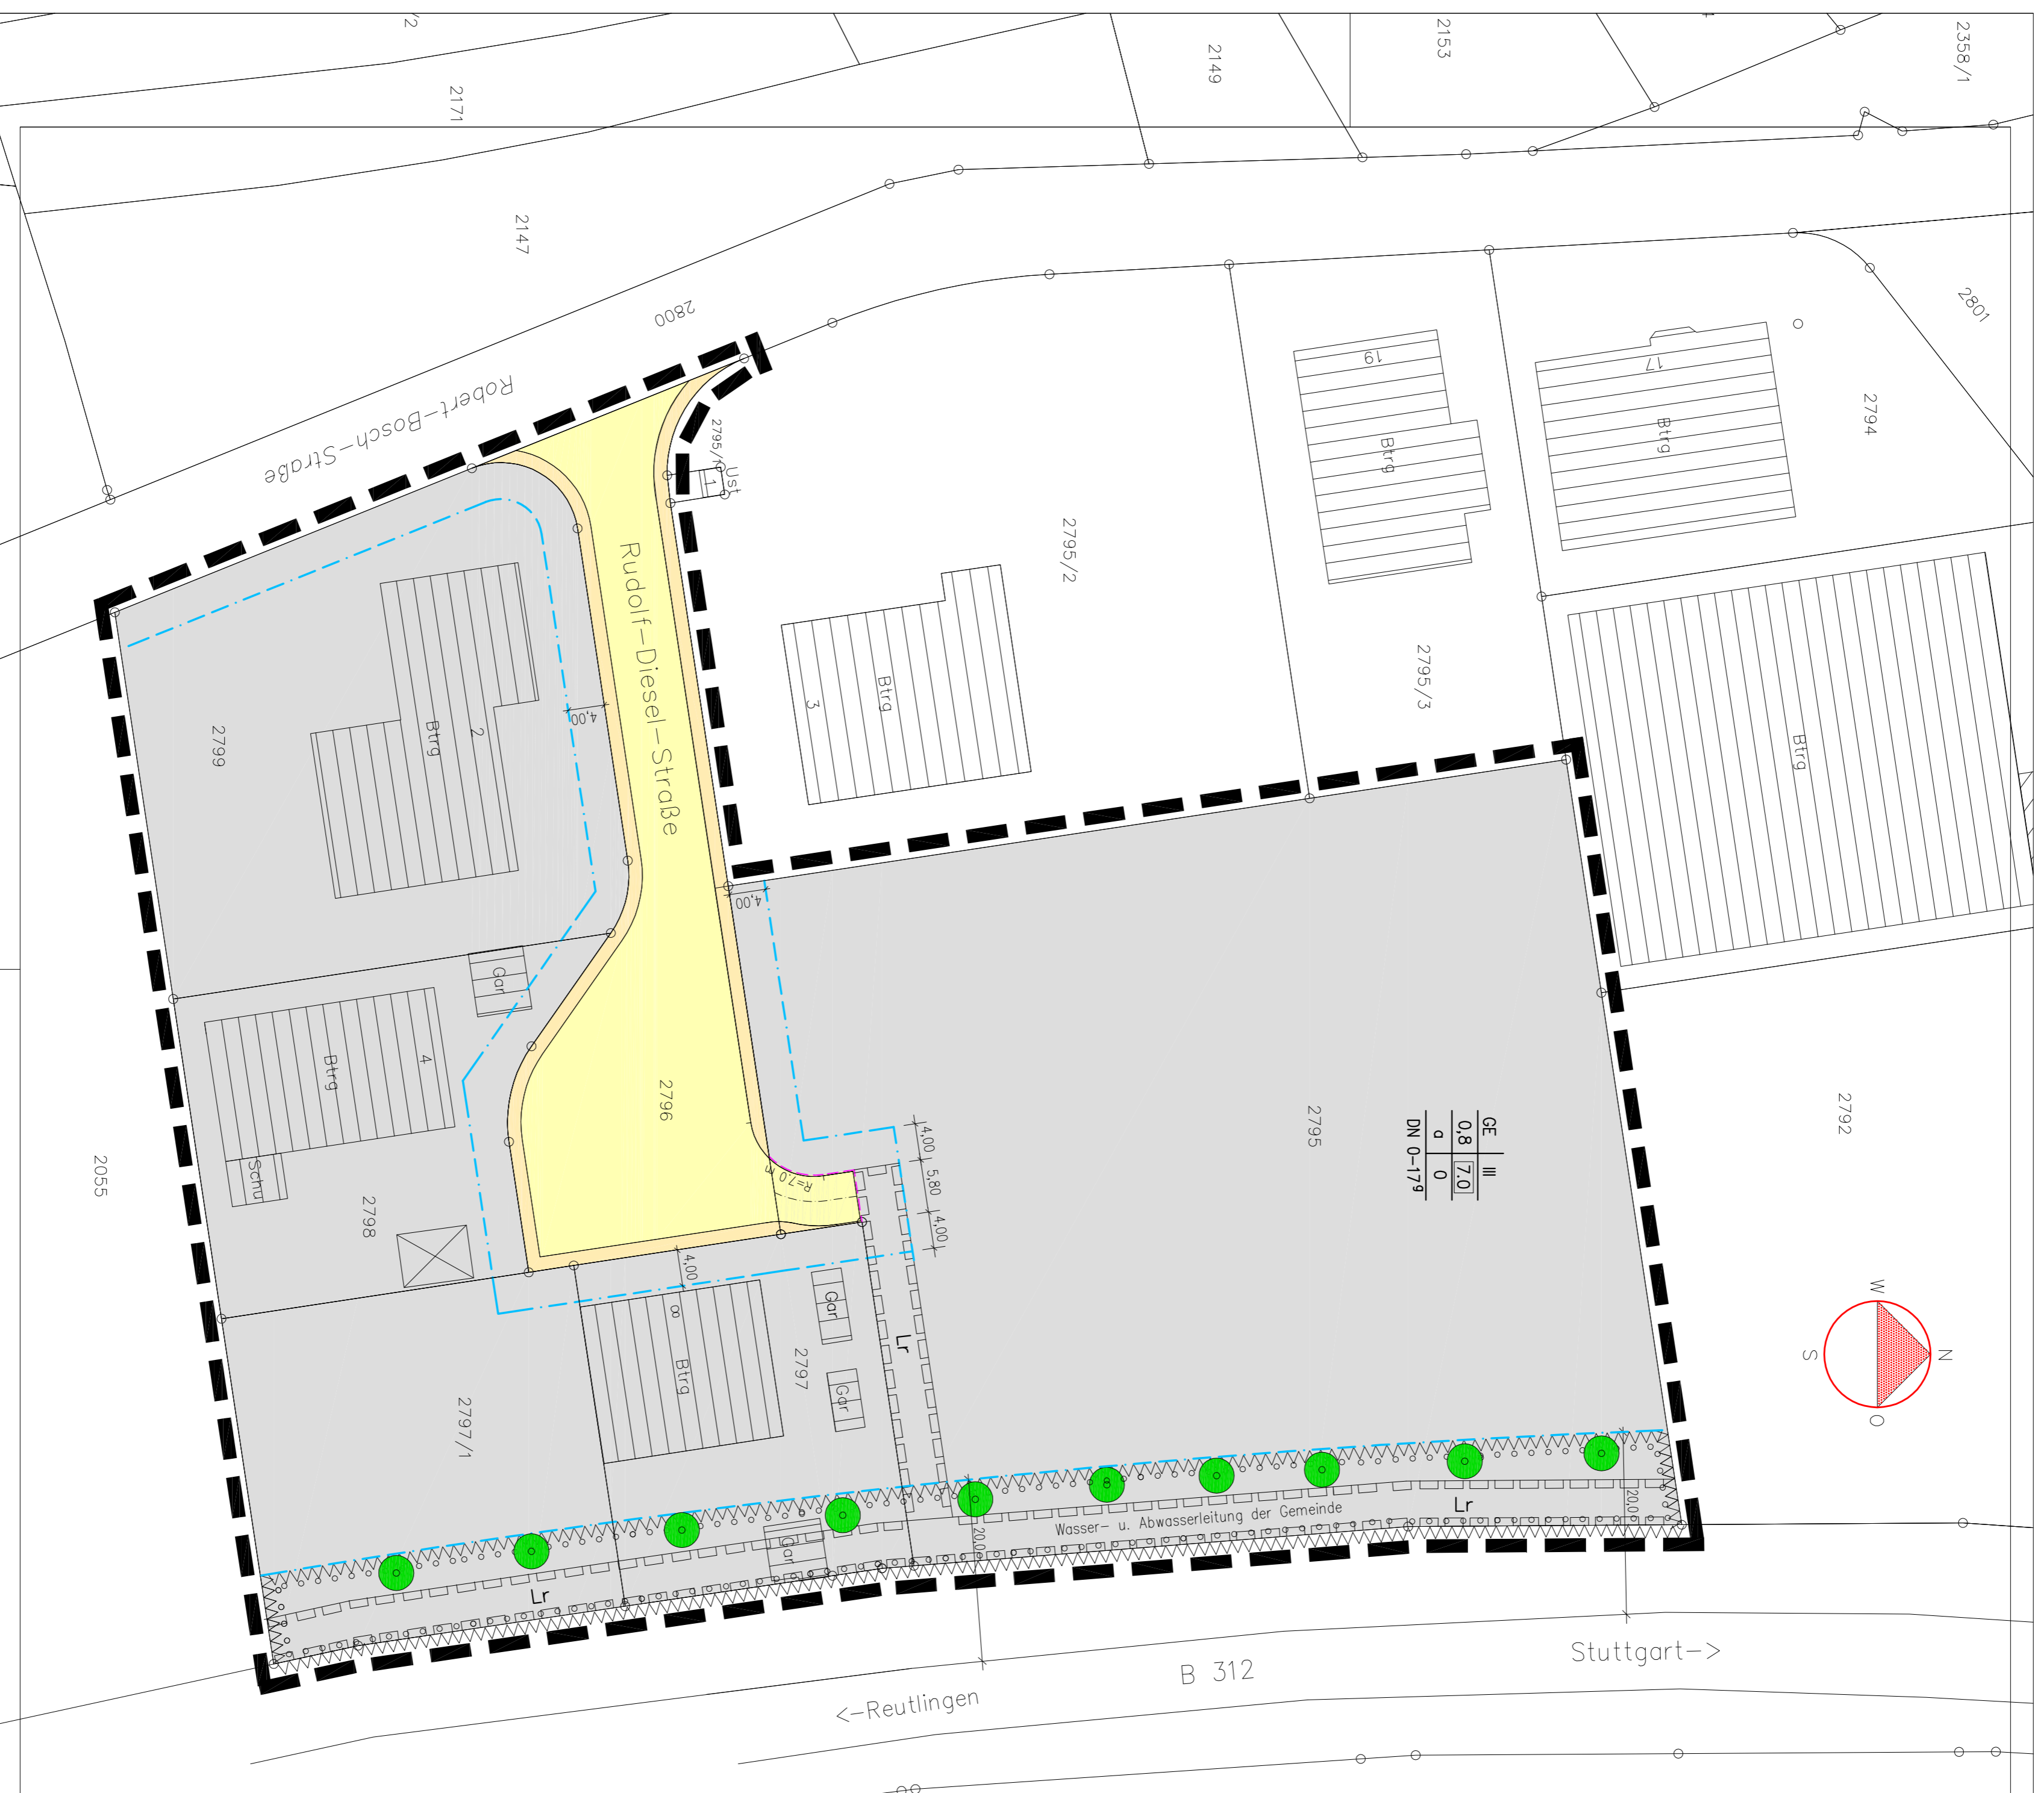 /2
2171
2149
2153
2358/1
2147
2800
Robert-Bosch-Straße
2801
2794
17
Btrg
19
Btrg
2795/1
Ust
1
2795/2
Rudolf-Diesel-Straße
Btrg
3
2795/3
Btrg
2799
2
Btrg
4,00
4,00
Gar
4
Btrg
2796
2795
2792
GE III
0,8 7.0
a 0
DN 0-17⁹
4,00 5,80 4,00
R=7.0
2055
Schu
2798
4,00
8
Btrg
2797
Gar
Gar
Lr
W
N
S
O
2797/1
Gar
Lr
20,0
20,0
Wasser- u. Abwasserleitung der Gemeinde
Lr
B 312
<-Reutlingen
Stuttgart->